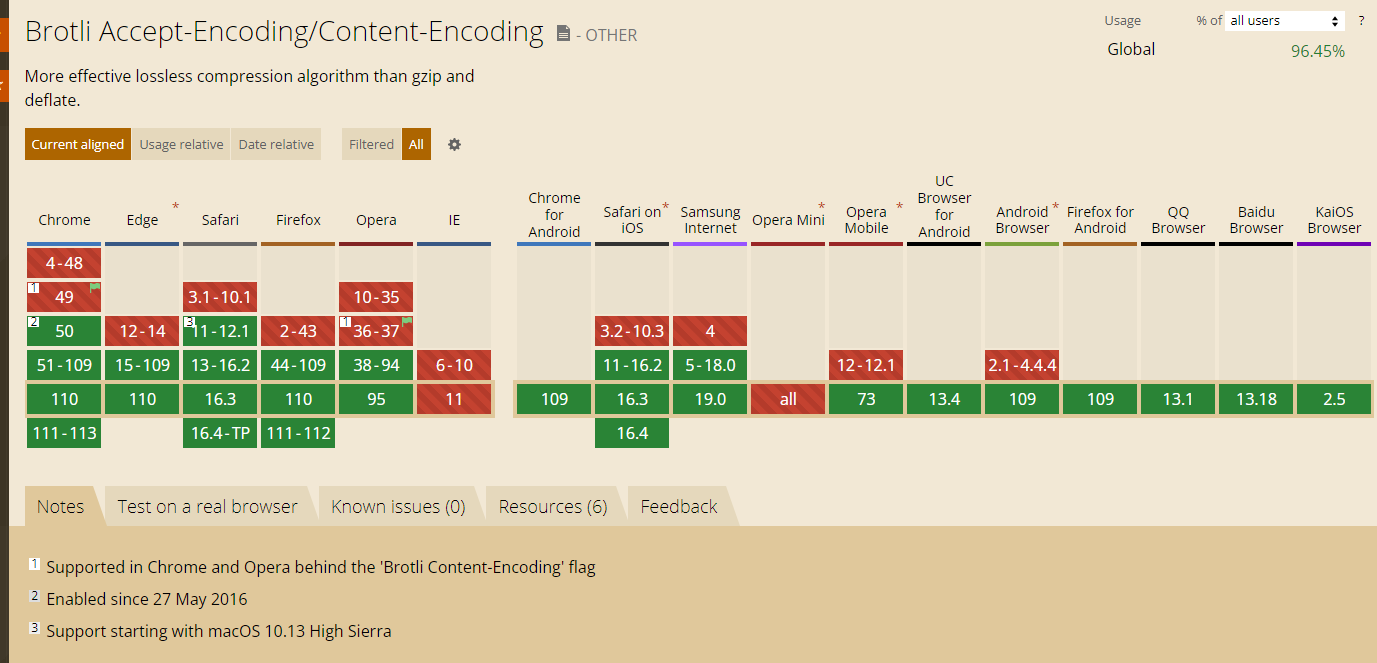 Brotli Accept-Encoding/Content-Encoding - OTHER
Usage % of all users ?
Global 96.45%
More effective lossless compression algorithm than gzip and
deflate.
Current aligned Usage relative Date relative Filtered All
Chrome Edge * Safari Firefox Opera IE
Chrome
for
Android
Safari on *
iOS
Samsung
Internet
Opera Mini *
Opera *
Mobile
UC
Browser
for
Android
Android *
Browser
Firefox for
Android
QQ
Browser
Baidu
Browser
KaiOS
Browser
4-48
1 49 3.1-10.1 10-35
2 50 12-14 3 11-12.1 2-43 1 36-37 3.2-10.3 4
51-109 15-109 13-16.2 44-109 38-94 6-10 11-16.2 5-18.0 12-12.1 2.1-4.4.4
110 110 16.3 110 95 11 109 16.3 19.0 all 73 13.4 109 109 13.1 13.18 2.5
111-113 16.4-TP 111-112 16.4
Notes Test on a real browser Known issues (0) Resources (6) Feedback
1 Supported in Chrome and Opera behind the 'Brotli Content-Encoding' flag
2 Enabled since 27 May 2016
3 Support starting with macOS 10.13 High Sierra